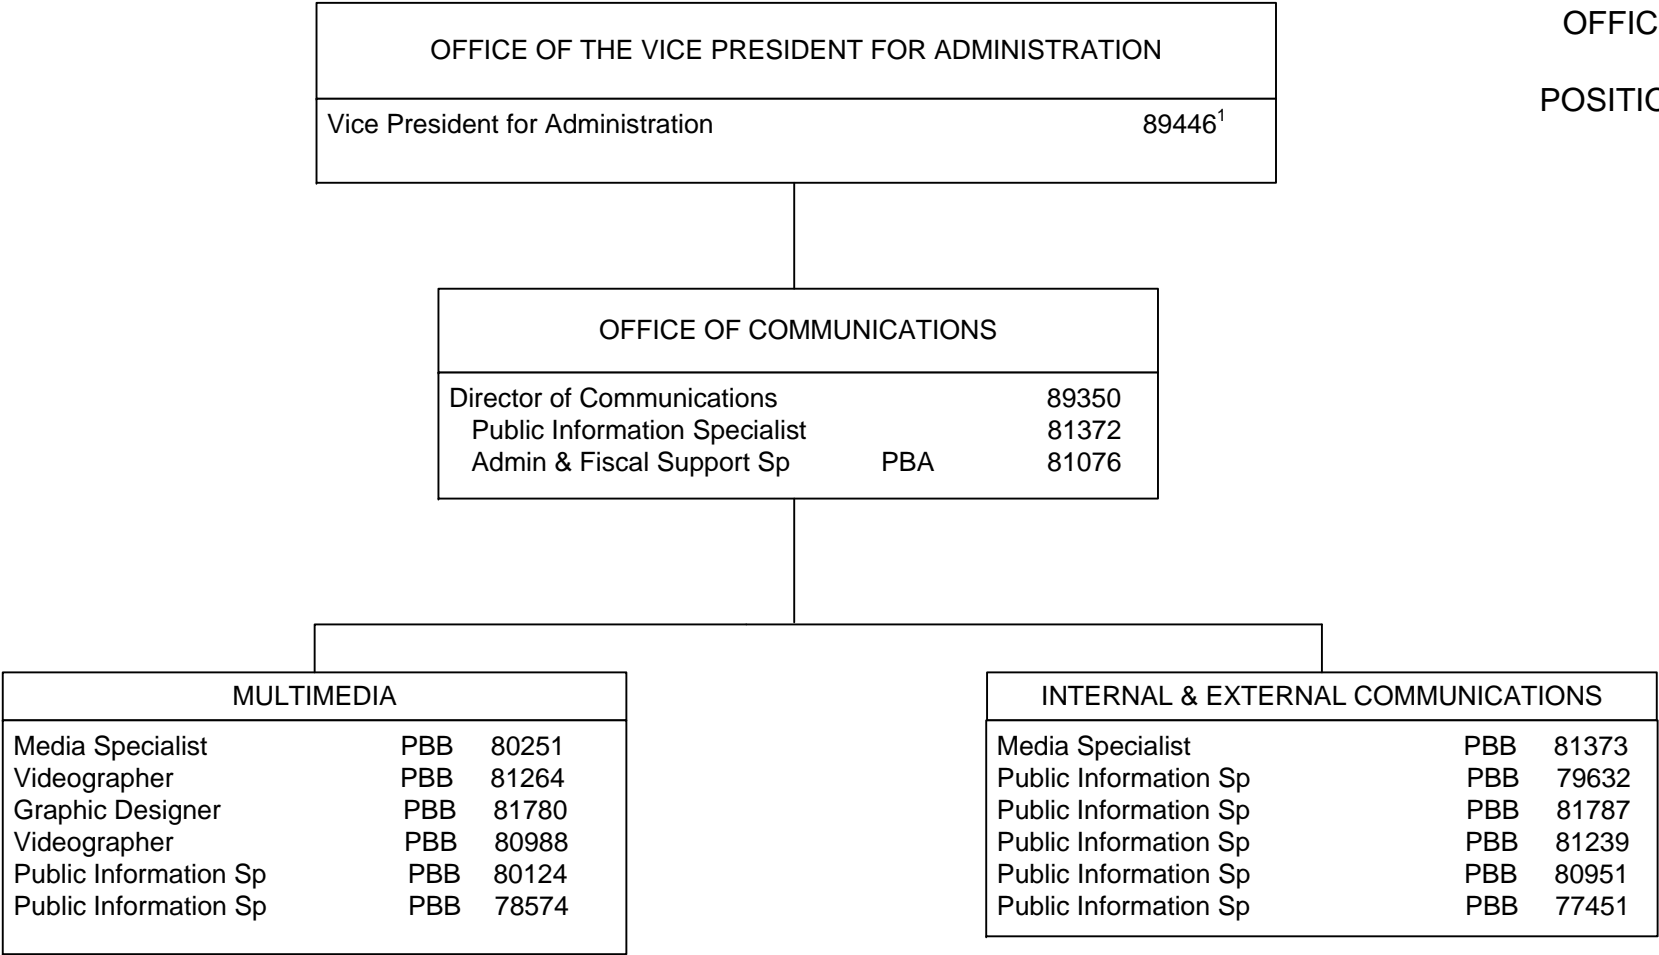 OFFICE OF THE VICE PRESIDENT FOR ADMINISTRATION
Vice President for Administration 89446¹
OFFIC
POSITIO
OFFICE OF COMMUNICATIONS
Director of Communications 89350
Public Information Specialist 81372
Admin & Fiscal Support Sp PBA 81076
MULTIMEDIA
Media Specialist PBB 80251
Videographer PBB 81264
Graphic Designer PBB 81780
Videographer PBB 80988
Public Information Sp PBB 80124
Public Information Sp PBB 78574
INTERNAL & EXTERNAL COMMUNICATIONS
Media Specialist PBB 81373
Public Information Sp PBB 79632
Public Information Sp PBB 81787
Public Information Sp PBB 81239
Public Information Sp PBB 80951
Public Information Sp PBB 77451